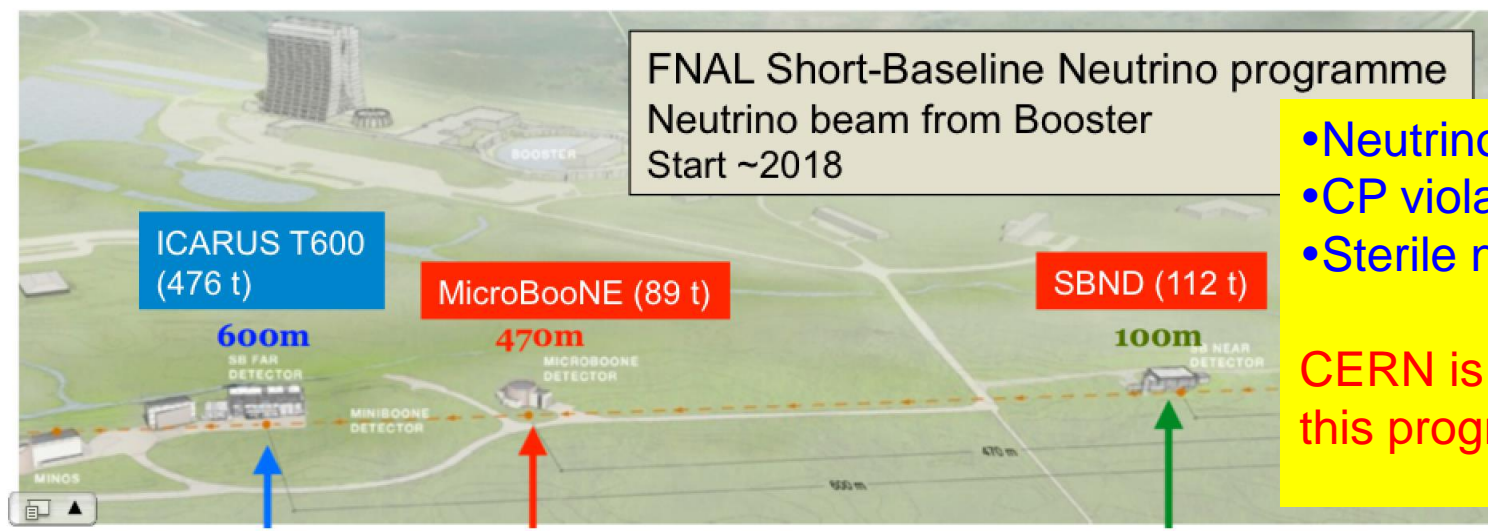 FNAL Short-Baseline Neutrino programme
Neutrino beam from Booster
Start ~2018
•Neutrino
•CP viola
•Sterile n
CERN is
this progr
BOOSTER
ICARUS T600
(476 t)
MicroBooNE (89 t)
SBND (112 t)
600m
470m
100m
SB FAR
DETECTOR
MICROBOONE
DETECTOR
SB NEAR
DETECTOR
MINIBOONE
DETECTOR
MINOS
470 m
600 m